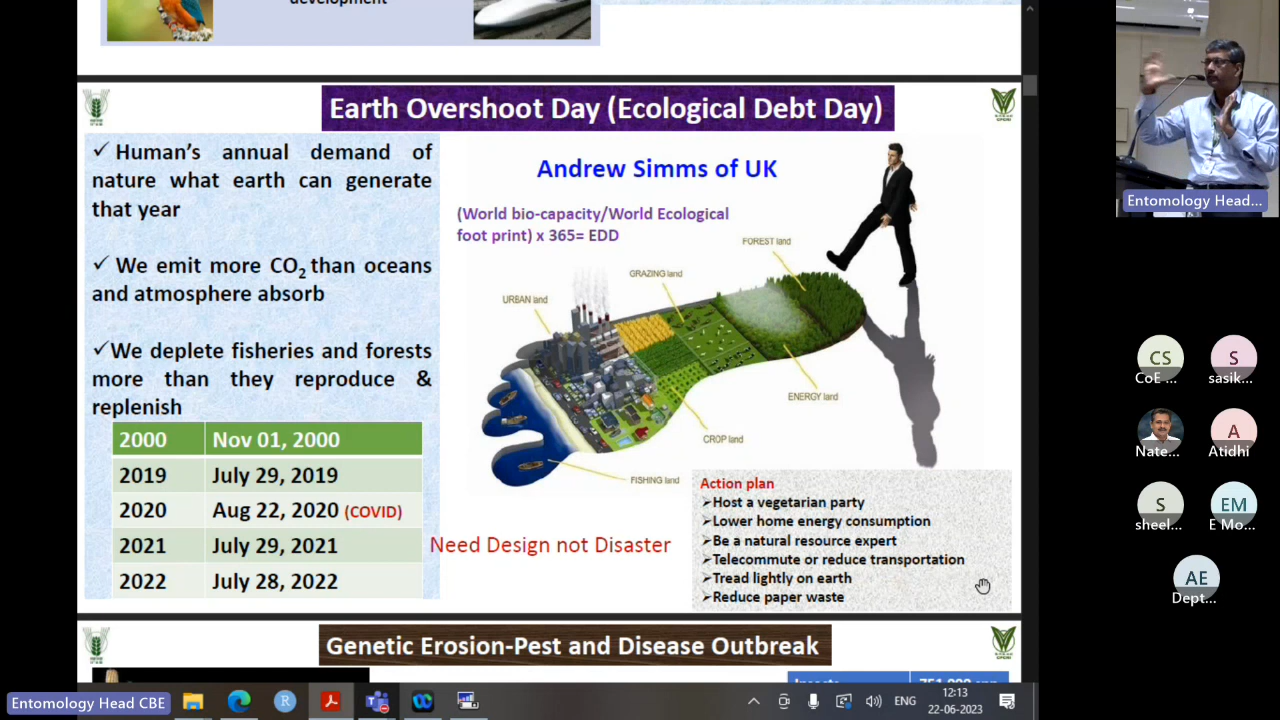 development
Earth Overshoot Day (Ecological Debt Day)
✓ Human's annual demand of
nature what earth can generate
that year
✓ We emit more CO2 than oceans
and atmosphere absorb
✓We deplete fisheries and forests
more than they reproduce &
replenish
2000 Nov 01, 2000
2019 July 29, 2019
2020 Aug 22, 2020 (COVID)
2021 July 29, 2021
2022 July 28, 2022
Andrew Simms of UK
(World bio-capacity/World Ecological
foot print) x 365= EDD
FOREST land
GRAZING land
URBAN land
ENERGY land
CROP land
FISHING land
Need Design not Disaster
Action plan
➢Host a vegetarian party
➢Lower home energy consumption
➢Be a natural resource expert
➢Telecommute or reduce transportation
➢Tread lightly on earth
➢Reduce paper waste
Genetic Erosion-Pest and Disease Outbreak
Entomology Head...
CS
CoE ...
S
sasik...
Nate...
A
Atidhi
S
sheel...
EM
E Mo...
AE
Dept...
Entomology Head CBE
R
ENG
12:13
22-06-2023